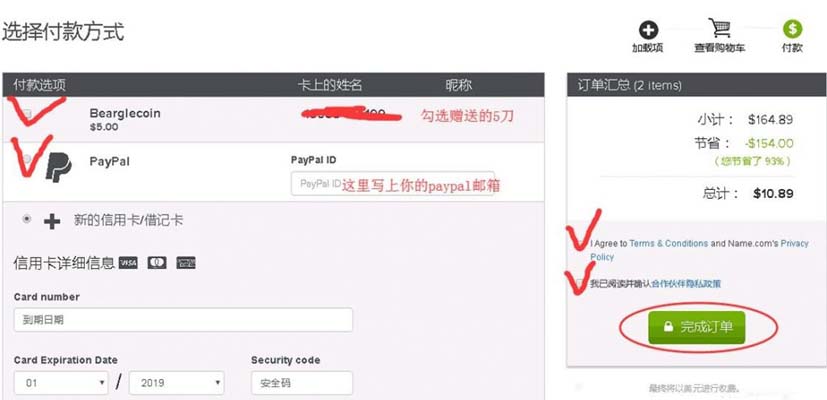 选择付款方式
加载项
查看购物车
付款
付款选项 卡上的姓名 昵称
Bearglecoin
$5.00
勾选赠送的5刀
PayPal
PayPal ID
PayPal ID
这里写上你的paypal邮箱
新的信用卡/借记卡
信用卡详细信息 VISA
Card number
到期日期
Card Expiration Date
01 / 2019
Security code
安全码
订单汇总 (2 items)
小计: $164.89
节省: -$154.00
(您节省了 93%)
总计: $10.89
I Agree to Terms & Conditions and Name.com's Privacy
Policy
我已阅读并确认合作伙伴隐私政策
完成订单
最终将以美元进行收费。